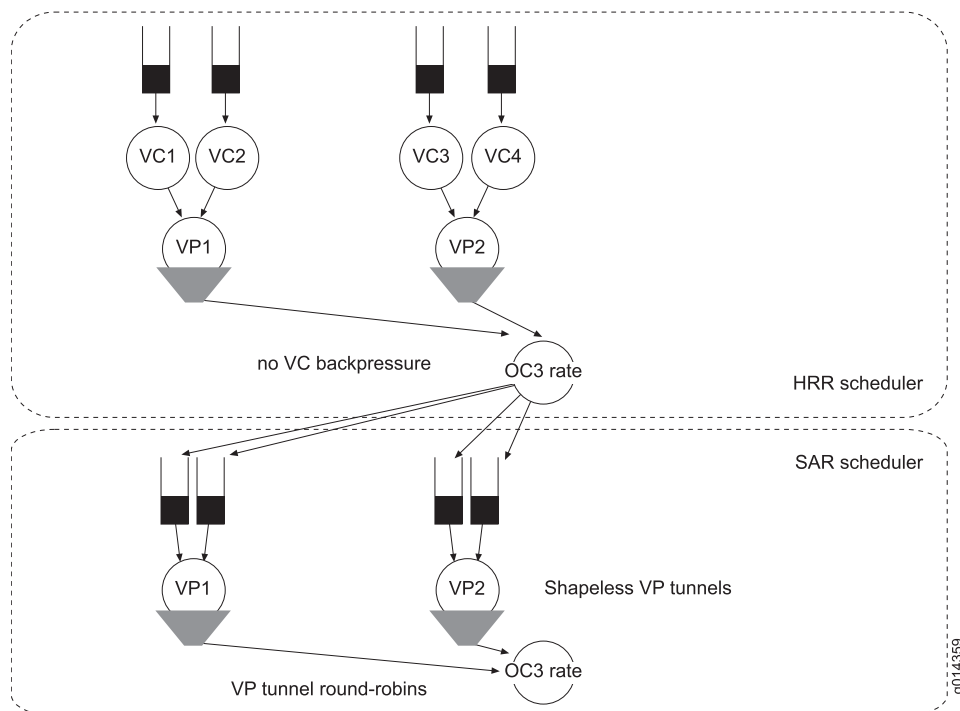 VC1
VC2
VC3
VC4
VP1
VP2
no VC backpressure
OC3 rate
HRR scheduler
SAR scheduler
VP1
VP2
Shapeless VP tunnels
OC3 rate
VP tunnel round-robins
g014359